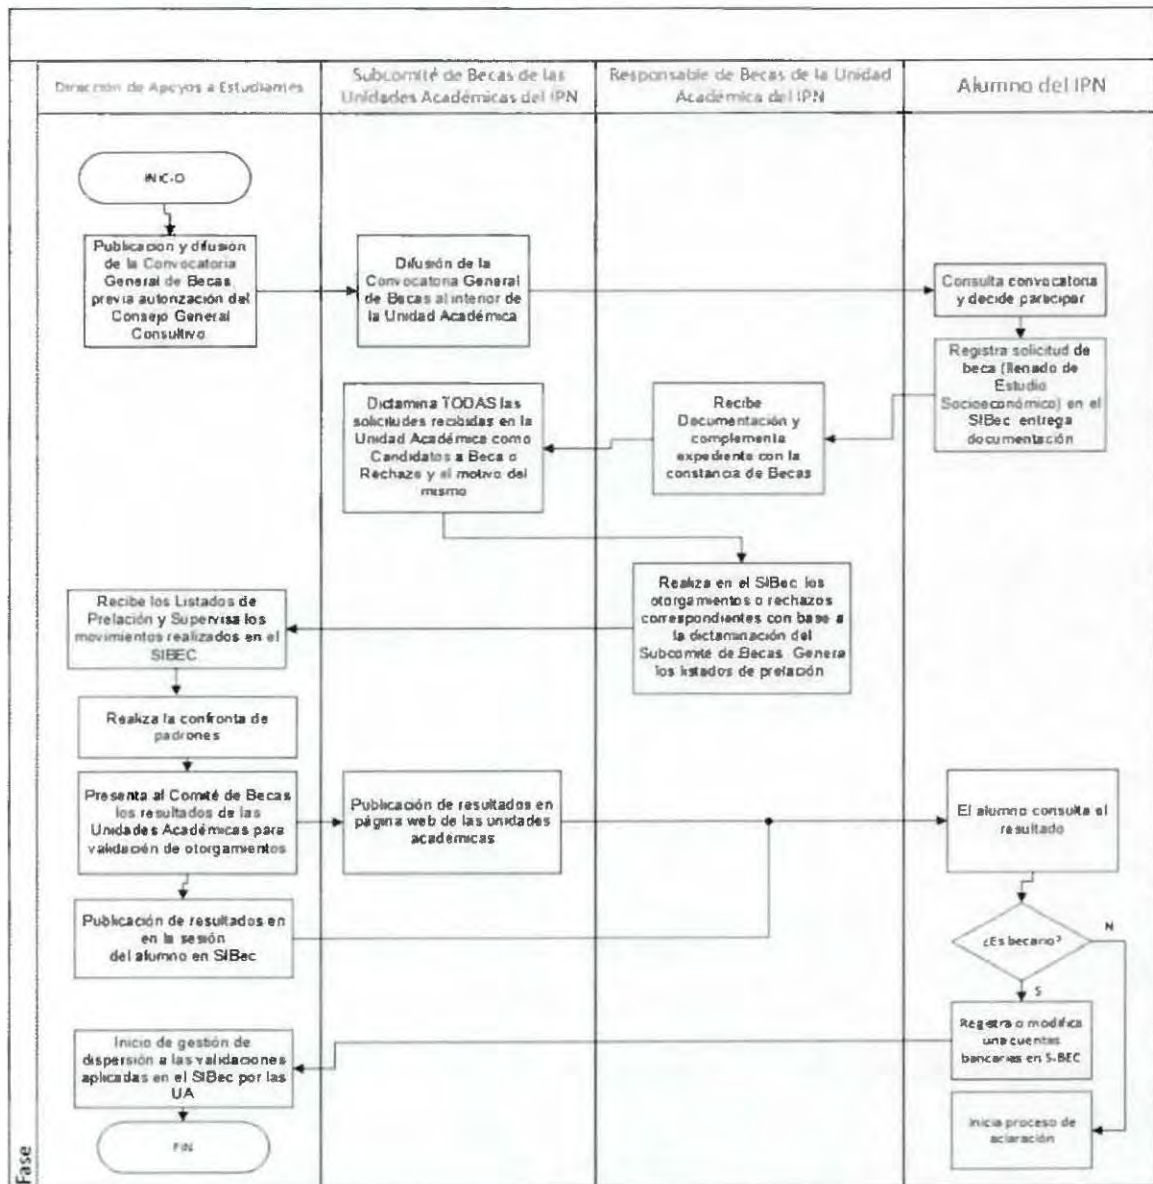 Dirección de Apoyos a Estudiantes
Subcomité de Becas de las
Unidades Académicas del IPN
Responsable de Becas de la Unidad
Académica del IPN
Alumno del IPN
INICIO
Publicación y difusión
de la Convocatoria
General de Becas,
previa autorización del
Consejo General
Consultivo
Difusión de la
Convocatoria General
de Becas al interior de
la Unidad Académica
Consulta convocatoria
y decide participar
Registra solicitud de
beca (llenado de
Estudio
Socioeconómico) en el
SIBec entrega
documentación
Recibe
Documentación y
complementa
expediente con la
constancia de Becas
Dictamina TODAS las
solicitudes recibidas en la
Unidad Académica como
Candidatos a Beca o
Rechazo y el motivo del
mismo
Realiza en el SIBec los
otorgamientos o rechazos
correspondientes con base a
la dictaminación del
Subcomité de Becas. Genera
los listados de prelación
Recibe los Listados de
Prelación y Supervisa los
movimientos realizados en el
SIBEC
Realiza la confronta de
padrones
Presenta al Comité de Becas
los resultados de las
Unidades Académicas para
validación de otorgamientos
Publicación de resultados en
página web de las unidades
académicas
El alumno consulta el
resultado
Publicación de resultados en
en la sesión
del alumno en SIBec
¿Es becario?
N
S
Registra o modifica
una cuentas
bancarias en SIBEC
Inicio de gestión de
dispersión a las validaciones
aplicadas en el SIBec por las
UA
Inicia proceso de
aclaración
FIN
Fase